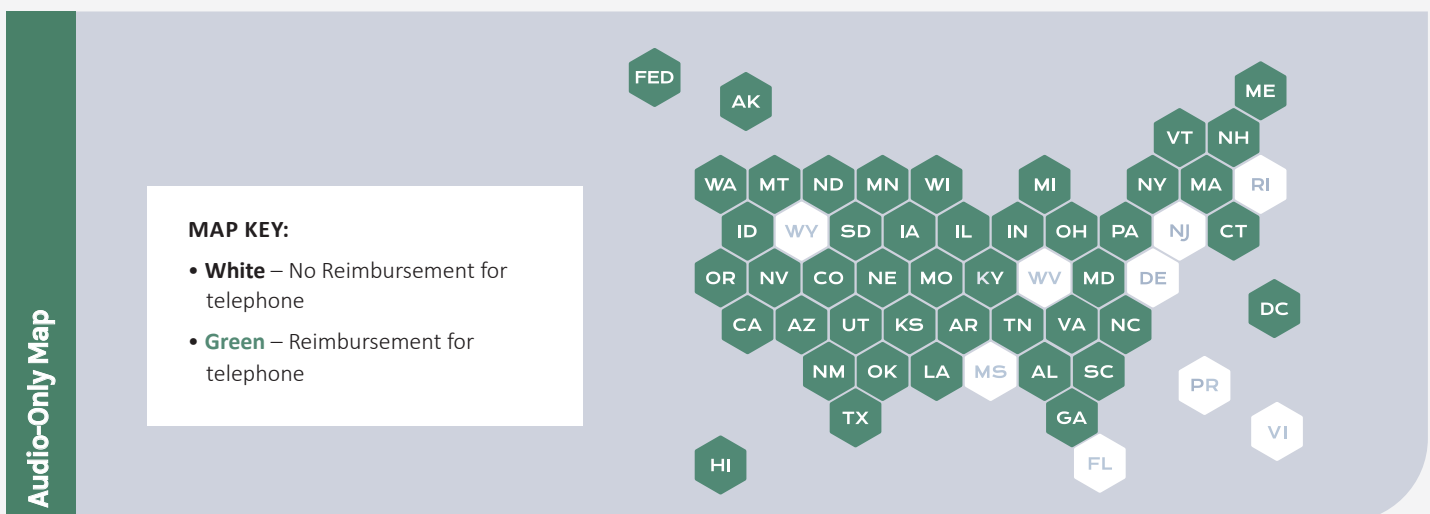 Audio-Only Map
MAP KEY:
• White – No Reimbursement for
telephone
• Green – Reimbursement for
telephone
FED
AK
ME
VT NH
WA MT ND MN WI MI NY MA RI
ID WY SD IA IL IN OH PA NJ CT
OR NV CO NE MO KY WV MD DE
DC
CA AZ UT KS AR TN VA NC
NM OK LA MS AL SC
PR
TX GA
VI
HI FL